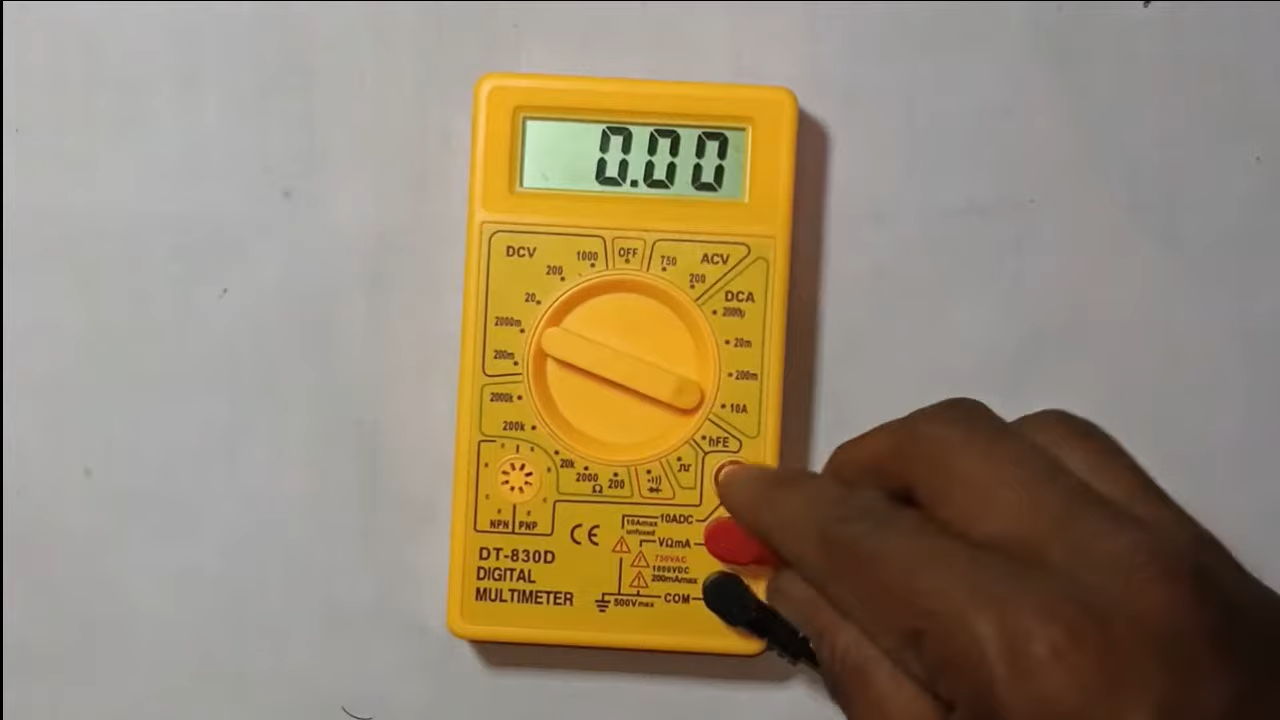 0.00
DCV
1000
OFF
750
ACV
200
200
DCA
20
2000µ
2000m
20m
200m
200m
2000k
10A
200k
hFE
20k
2000
200
Ω
NPN
PNP
CE
10Amax
unfused
10ADC
VΩmA
750VAC
1000VDC
200mAmax
500Vmax
COM
DT-830D
DIGITAL
MULTIMETER